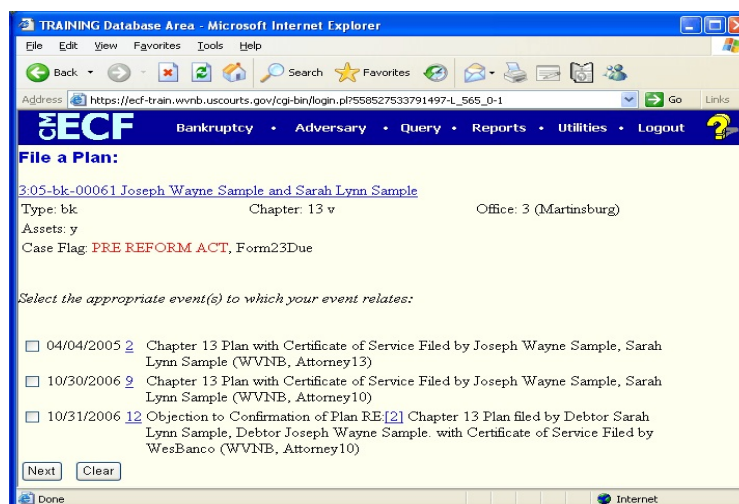 TRAINING Database Area - Microsoft Internet Explorer
File Edit View Favorites Tools Help
Back Search Favorites
Address https://ecf-train.wvnb.uscourts.gov/cgi-bin/login.pl?558527533791497-L_565_0-1 Go Links
CM ECF Bankruptcy • Adversary • Query • Reports • Utilities • Logout ?
File a Plan:
3:05-bk-00061 Joseph Wayne Sample and Sarah Lynn Sample
Type: bk Chapter: 13 v Office: 3 (Martinsburg)
Assets: y
Case Flag: PRE REFORM ACT, Form23Due
Select the appropriate event(s) to which your event relates:
04/04/2005 2 Chapter 13 Plan with Certificate of Service Filed by Joseph Wayne Sample, Sarah
Lynn Sample (WVNB, Attorney13)
10/30/2006 9 Chapter 13 Plan with Certificate of Service Filed by Joseph Wayne Sample, Sarah
Lynn Sample (WVNB, Attorney10)
10/31/2006 12 Objection to Confirmation of Plan RE:[2] Chapter 13 Plan filed by Debtor Sarah
Lynn Sample, Debtor Joseph Wayne Sample. with Certificate of Service Filed by
WesBanco (WVNB, Attorney10)
Next Clear
Done Internet